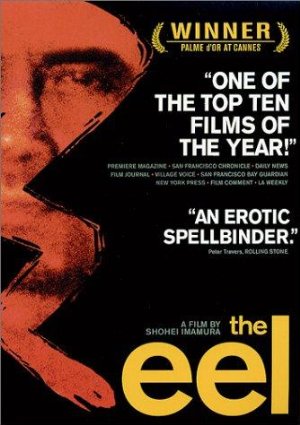 WINNER
PALME d'OR AT CANNES
"ONE OF
THE TOP TEN
FILMS OF
THE YEAR!"
PREMIERE MAGAZINE • SAN FRANCISCO CHRONICLE • DAILY NEWS
FILM JOURNAL • VILLAGE VOICE • SAN FRANCISCO BAY GUARDIAN
NEW YORK PRESS • FILM COMMENT • LA WEEKLY
"AN EROTIC
SPELLBINDER."
Peter Travers, ROLLING STONE.
A FILM BY
SHOHEI IMAMURA
the
eel